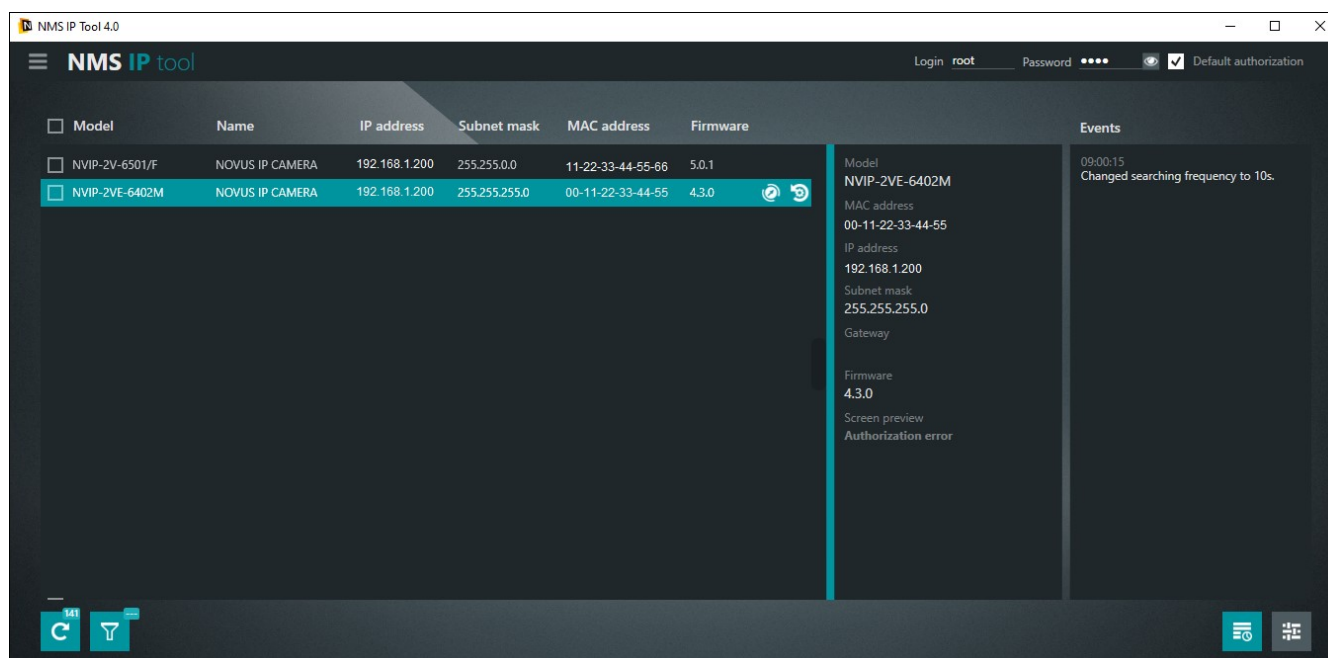 NMS IP Tool 4.0
NMS IP tool
Login root Password •••• Default authorization
Model Name IP address Subnet mask MAC address Firmware
Events
NVIP-2V-6501/F NOVUS IP CAMERA 192.168.1.200 255.255.0.0 11-22-33-44-55-66 5.0.1
NVIP-2VE-6402M NOVUS IP CAMERA 192.168.1.200 255.255.255.0 00-11-22-33-44-55 4.3.0
Model
NVIP-2VE-6402M
MAC address
00-11-22-33-44-55
IP address
192.168.1.200
Subnet mask
255.255.255.0
Gateway
Firmware
4.3.0
Screen preview
Authorization error
09:00:15
Changed searching frequency to 10s.
141
---